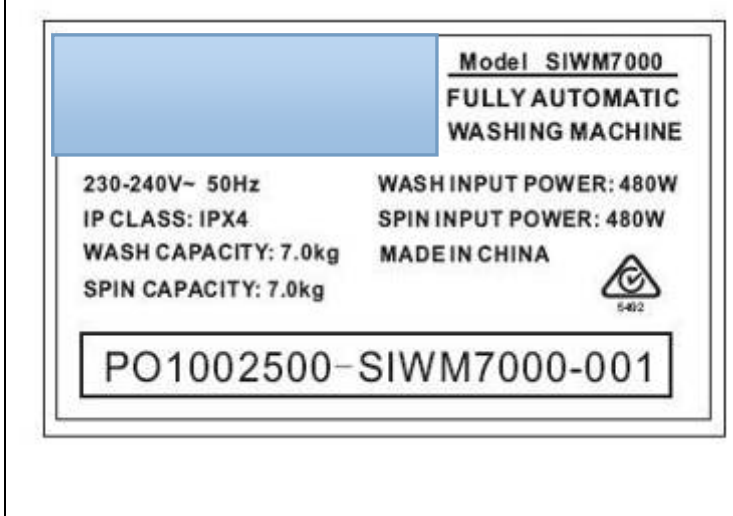 Model SIWM7000
FULLY AUTOMATIC
WASHING MACHINE
230-240V~ 50Hz
IP CLASS: IPX4
WASH CAPACITY: 7.0kg
SPIN CAPACITY: 7.0kg
WASH INPUT POWER: 480W
SPIN INPUT POWER: 480W
MADE IN CHINA
PO1002500-SIWM7000-001